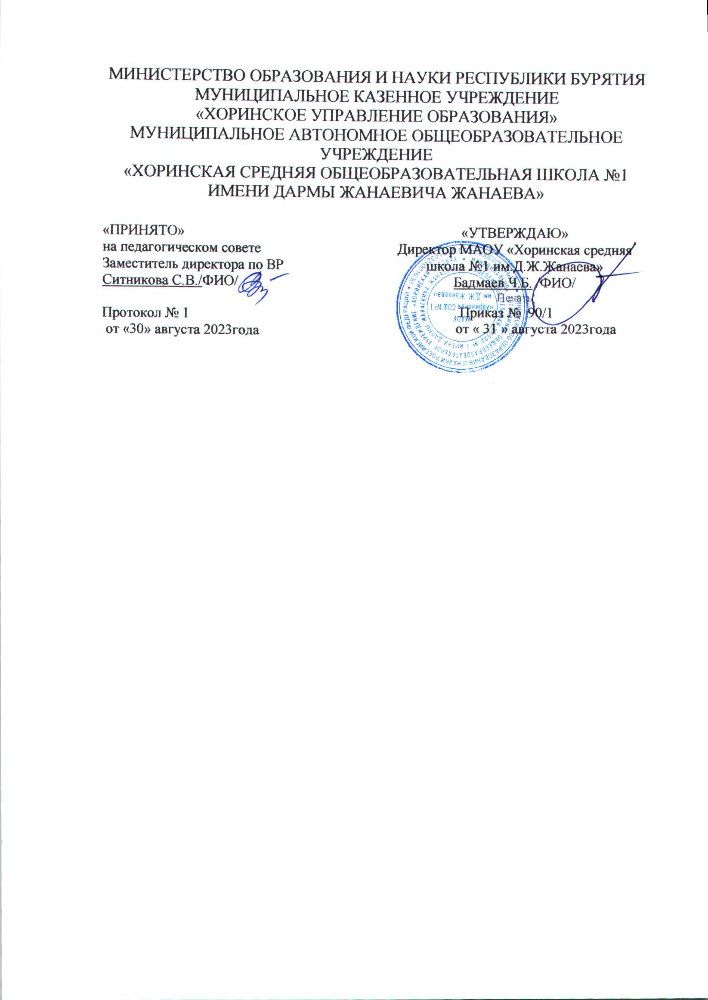 МИНИСТЕРСТВО ОБРАЗОВАНИЯ И НАУКИ РЕСПУБЛИКИ БУРЯТИЯ
МУНИЦИПАЛЬНОЕ КАЗЕННОЕ УЧРЕЖДЕНИЕ
«ХОРИНСКОЕ УПРАВЛЕНИЕ ОБРАЗОВАНИЯ»
МУНИЦИПАЛЬНОЕ АВТОНОМНОЕ ОБЩЕОБРАЗОВАТЕЛЬНОЕ
УЧРЕЖДЕНИЕ
«ХОРИНСКАЯ СРЕДНЯЯ ОБЩЕОБРАЗОВАТЕЛЬНАЯ ШКОЛА №1
ИМЕНИ ДАРМЫ ЖАНАЕВИЧА ЖАНАЕВА»
«ПРИНЯТО»
на педагогическом совете
Заместитель директора по ВР
Ситникова С.В./ФИО/
Протокол № 1
от «30» августа 2023года
«УТВЕРЖДАЮ»
Директор МАОУ «Хоринская средняя
школа №1 им.Д.Ж.Жанаева»
Бадмаев Ч.Б. /ФИО/
Печать
Приказ № 90/1
от « 31 » августа 2023года
МАОУ
«Хоринская СОШ №1
им Д.Ж. Жанаева»